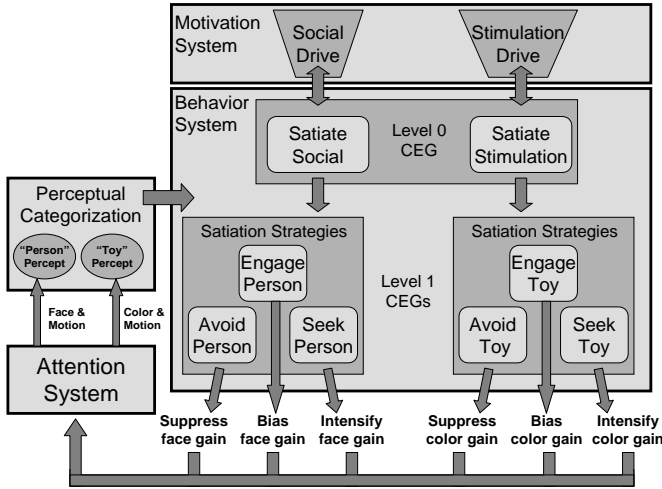 Motivation
System
Social
Drive
Stimulation
Drive
Behavior
System
Satiate
Social
Level 0
CEG
Satiate
Stimulation
Perceptual
Categorization
“Person”
Percept
“Toy”
Percept
Satiation Strategies
Engage
Person
Avoid
Person
Seek
Person
Level 1
CEGs
Satiation Strategies
Engage
Toy
Avoid
Toy
Seek
Toy
Face &
Motion
Color &
Motion
Attention
System
Suppress
face gain
Bias
face gain
Intensify
face gain
Suppress
color gain
Bias
color gain
Intensify
color gain